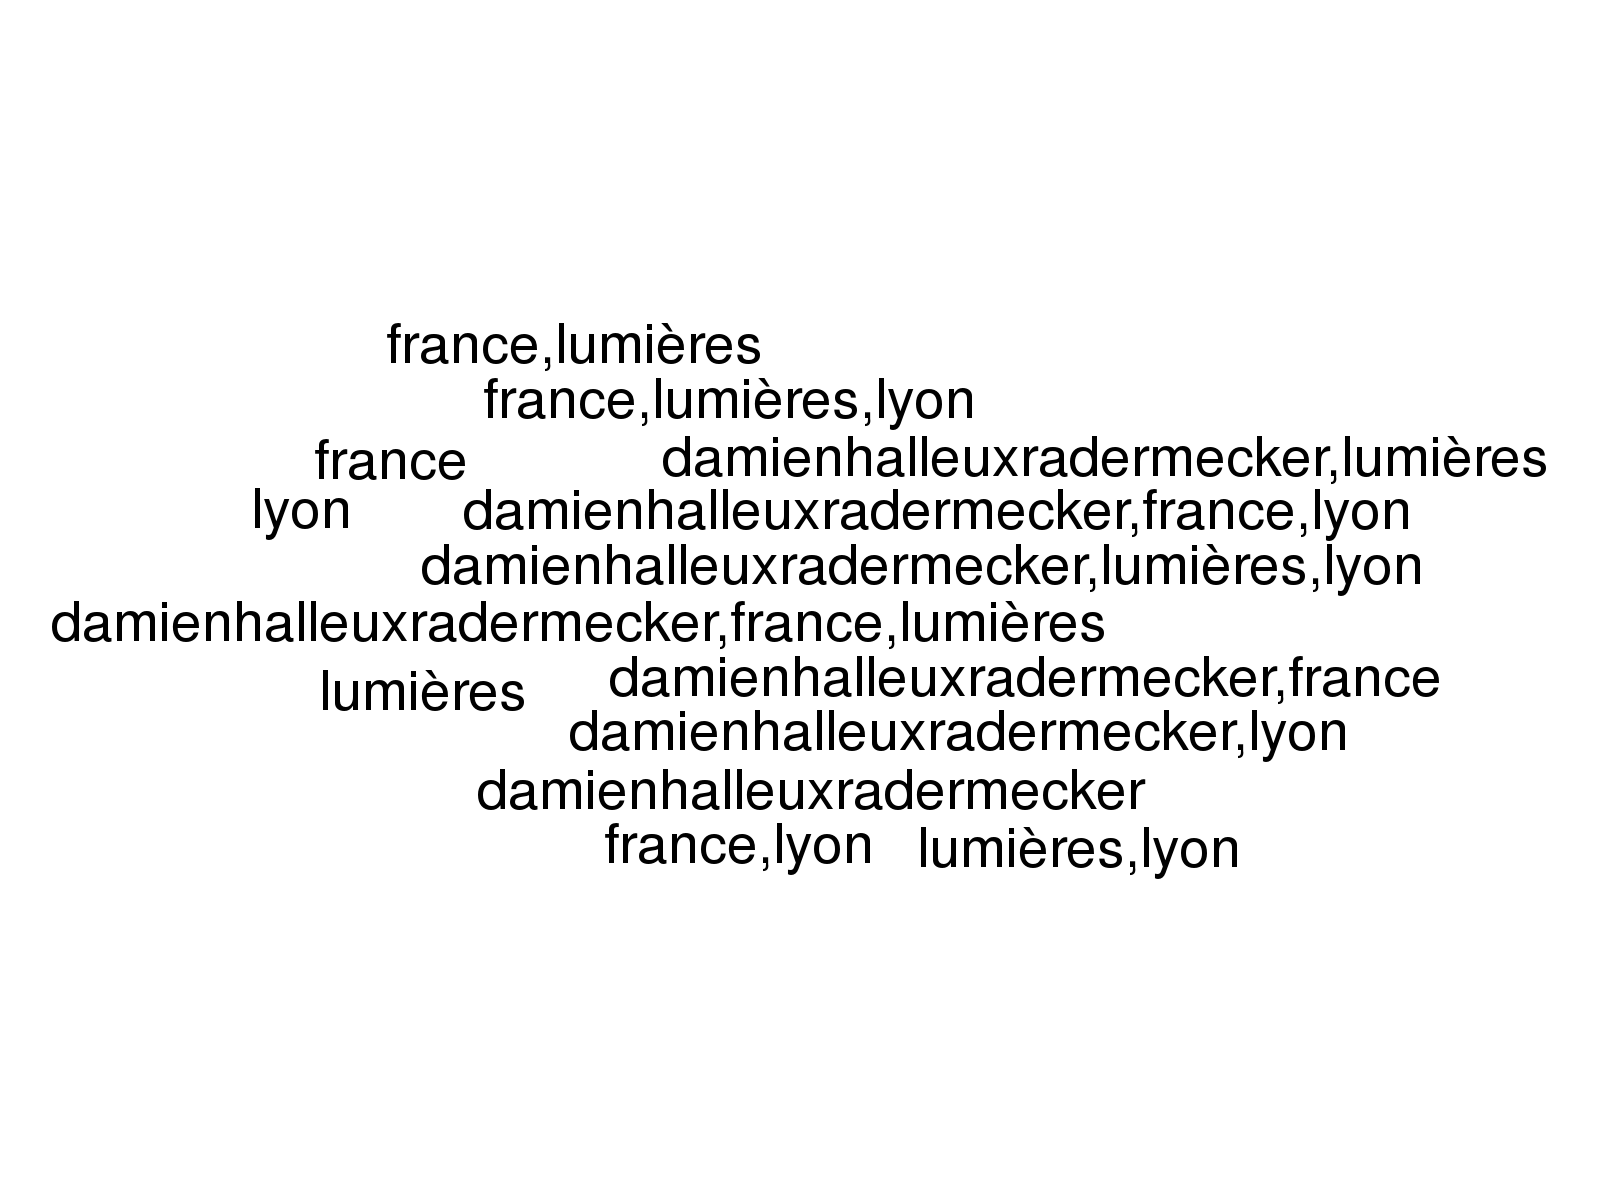 france,lumières
france,lumières,lyon
france
damienhalleuxradermecker,lumières
lyon
damienhalleuxradermecker,france,lyon
damienhalleuxradermecker,lumières,lyon
damienhalleuxradermecker,france,lumières
lumières
damienhalleuxradermecker,france
damienhalleuxradermecker,lyon
damienhalleuxradermecker
france,lyon
lumières,lyon